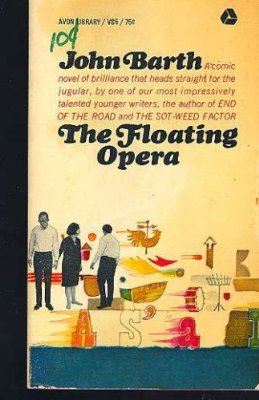 AVON LIBRARY / VS5 / 75¢
10¢
John Barth A comic
novel of brilliance that heads straight for the
jugular, by one of our most impressively
talented younger writers, the author of END
OF THE ROAD and THE SOT-WEED FACTOR
The Floating
Opera
A s a I